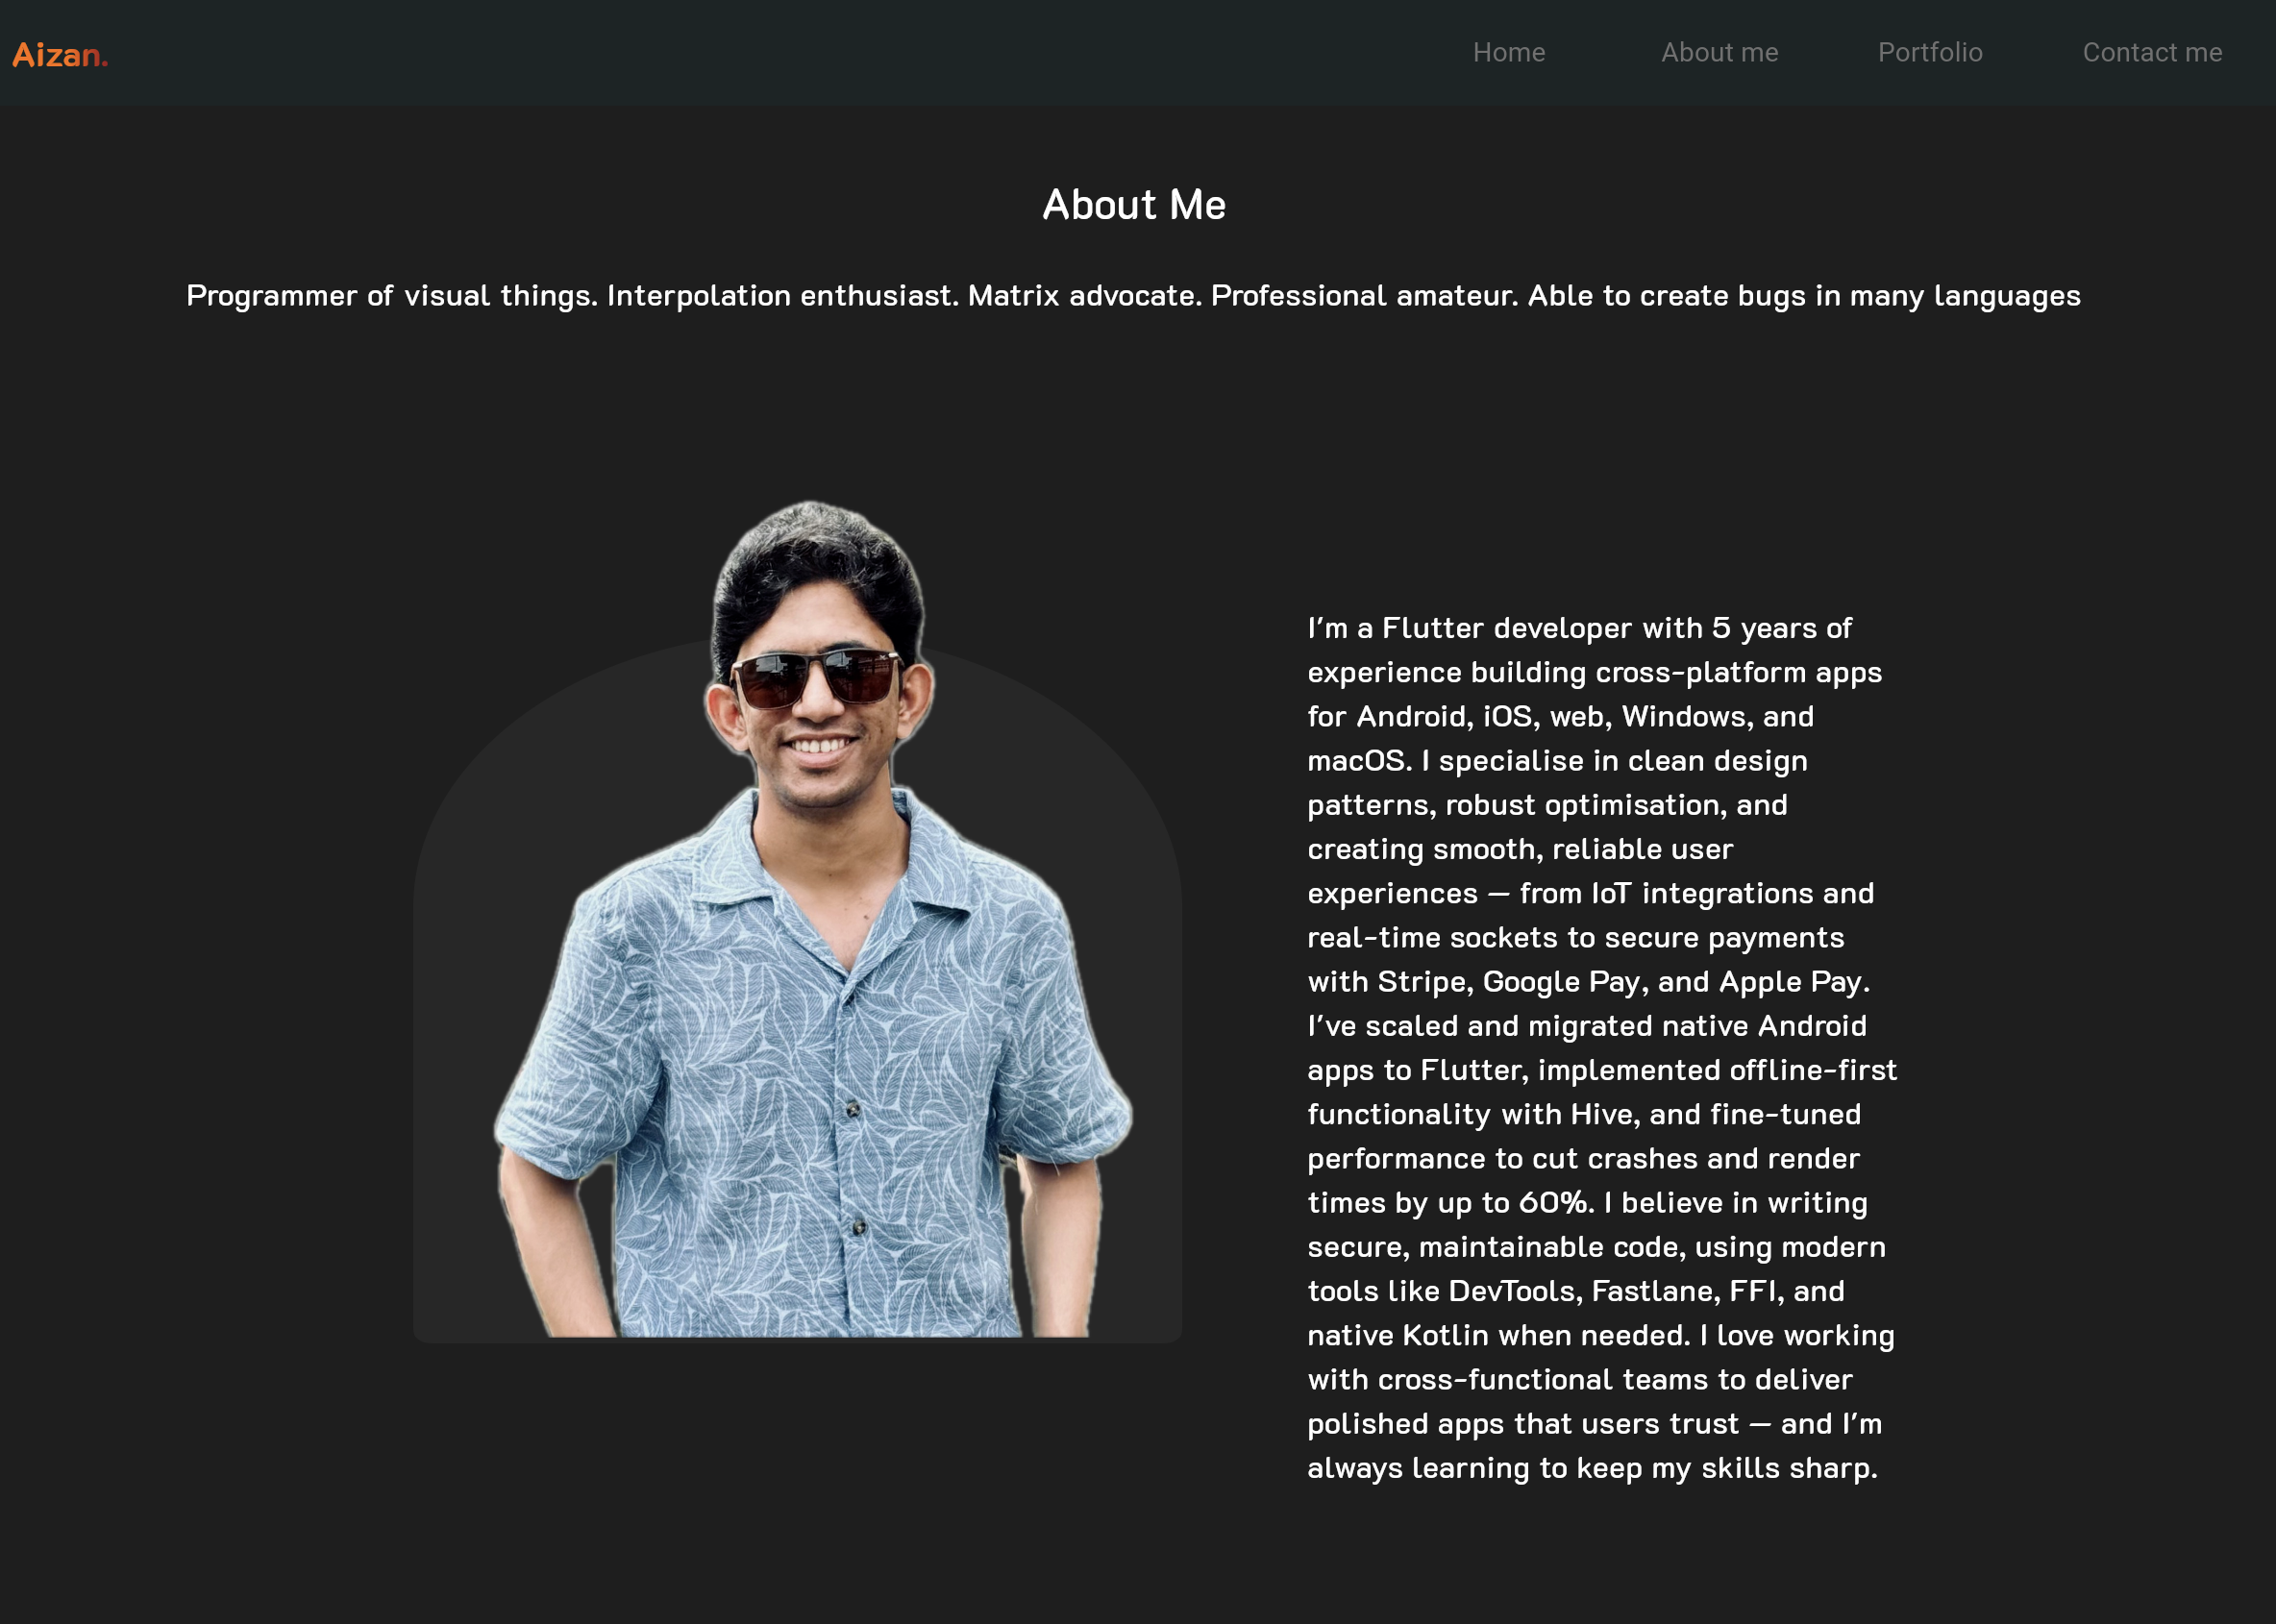 Aizan.
Home
About me
Portfolio
Contact me
About Me
Programmer of visual things. Interpolation enthusiast. Matrix advocate. Professional amateur. Able to create bugs in many languages
I'm a Flutter developer with 5 years of
experience building cross-platform apps
for Android, iOS, web, Windows, and
macOS. I specialise in clean design
patterns, robust optimisation, and
creating smooth, reliable user
experiences — from IoT integrations and
real-time sockets to secure payments
with Stripe, Google Pay, and Apple Pay.
I've scaled and migrated native Android
apps to Flutter, implemented offline-first
functionality with Hive, and fine-tuned
performance to cut crashes and render
times by up to 60%. I believe in writing
secure, maintainable code, using modern
tools like DevTools, Fastlane, FFI, and
native Kotlin when needed. I love working
with cross-functional teams to deliver
polished apps that users trust — and I'm
always learning to keep my skills sharp.